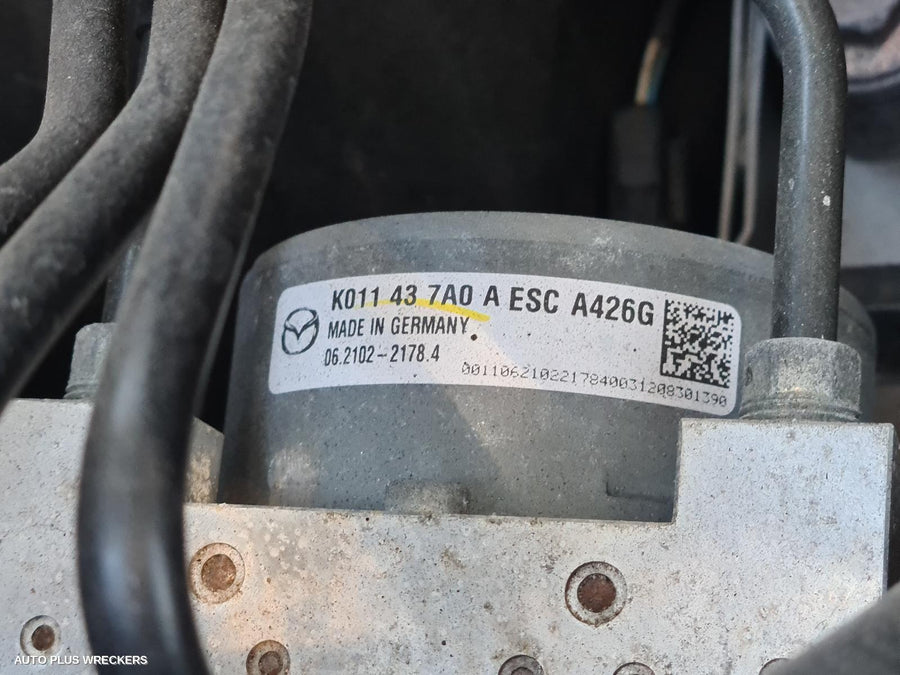 K011 43 7A0 A ESC A426G
MADE IN GERMANY
06.2102-2178.4
0011062102217840031208301390
AUTO PLUS WRECKERS